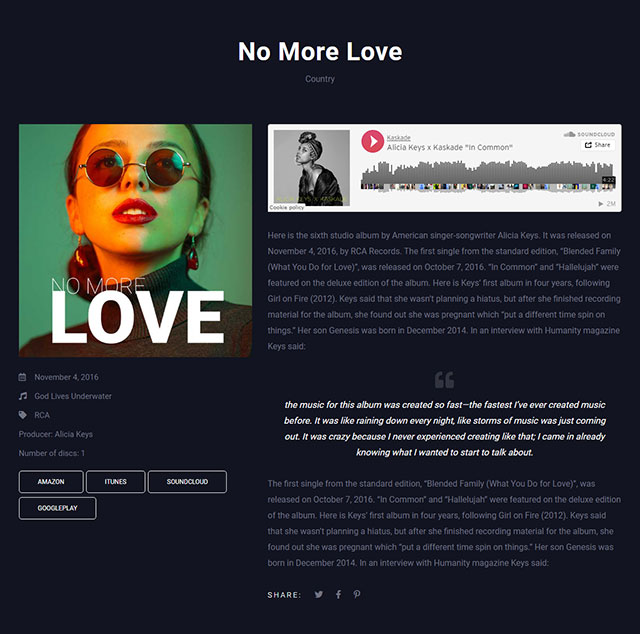 No More Love
Country
NO MORE
LOVE
November 4, 2016
God Lives Underwater
RCA
Producer: Alicia Keys
Number of discs: 1
AMAZON
ITUNES
SOUNDCLOUD
GOOGLEPLAY
Kaskade
Alicia Keys x Kaskade "In Common"
SOUNDCLOUD
Share
4:22
2M
ALICIA KEYS X KASKADE
Cookie policy
Here is the sixth studio album by American singer-songwriter Alicia Keys. It was released on
November 4, 2016, by RCA Records. The first single from the standard edition, “Blended Family
(What You Do for Love)”, was released on October 7, 2016. “In Common” and “Hallelujah” were
featured on the deluxe edition of the album. Here is Keys’ first album in four years, following
Girl on Fire (2012). Keys said that she wasn’t planning a hiatus, but after she finished recording
material for the album, she found out she was pregnant which “put a different time spin on
things.” Her son Genesis was born in December 2014. In an interview with Humanity magazine
Keys said:
the music for this album was created so fast—the fastest I’ve ever created music
before. It was like raining down every night, like storms of music was just coming
out. It was crazy because I never experienced creating like that; I came in already
knowing what I wanted to start to talk about.
The first single from the standard edition, “Blended Family (What You Do for Love)”, was
released on October 7, 2016. “In Common” and “Hallelujah” were featured on the deluxe edition
of the album. Here is Keys’ first album in four years, following Girl on Fire (2012). Keys said
that she wasn’t planning a hiatus, but after she finished recording material for the album, she
found out she was pregnant which “put a different time spin on things.” Her son Genesis was
born in December 2014. In an interview with Humanity magazine Keys said:
SHARE: